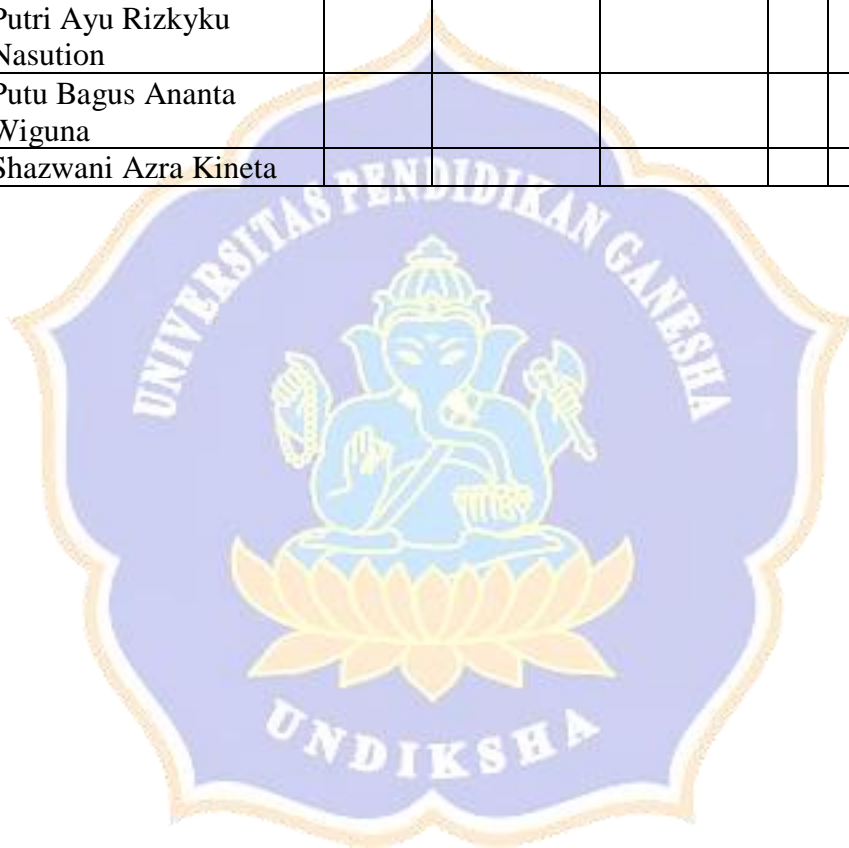 Putri Ayu Rizkyku
Nasution
Putu Bagus Ananta
Wiguna
Shazwani Azra Kineta
UNIVERSITAS PENDIDIKAN GANESHA
UNDIKSHA